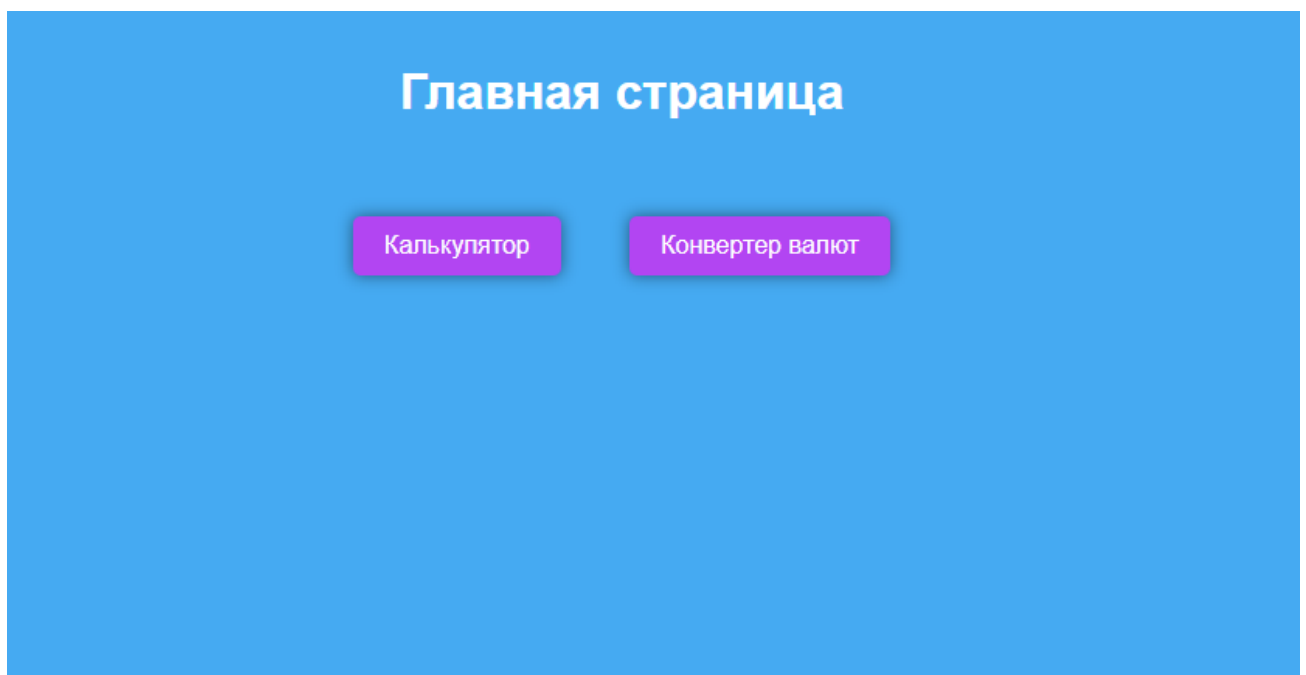 Главная страница
Калькулятор
Конвертер валют